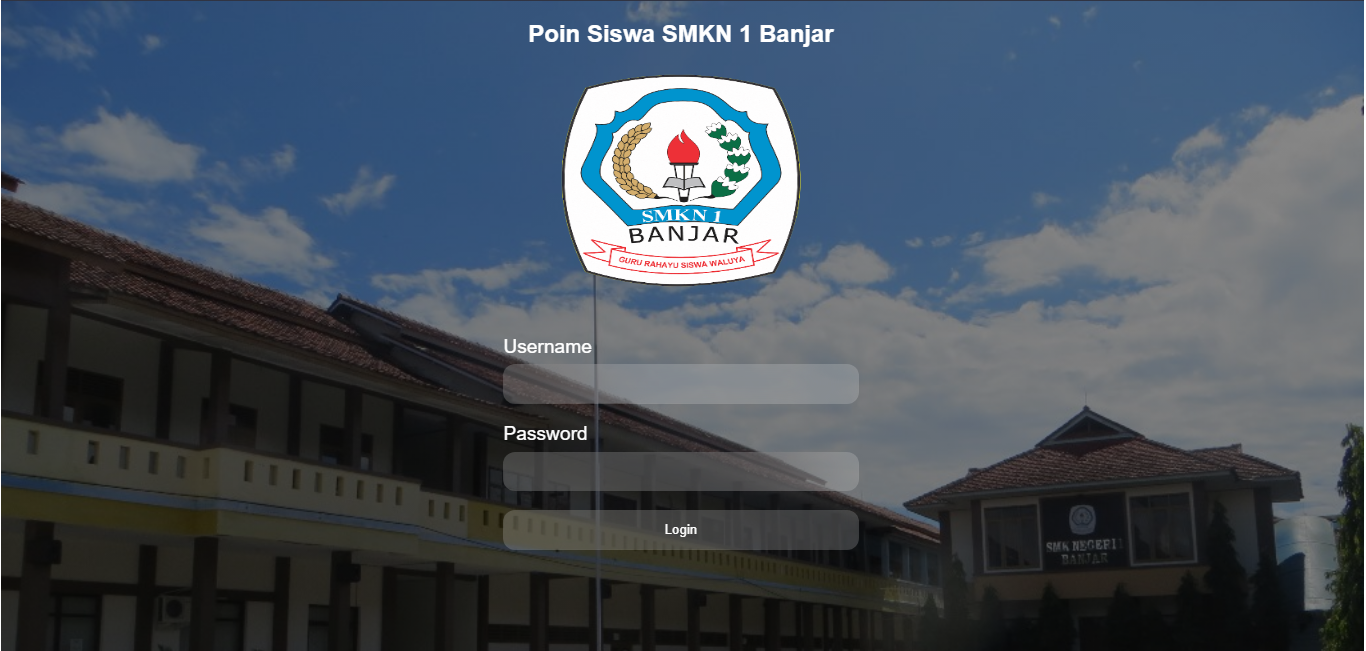 Poin Siswa SMKN 1 Banjar
SMKN 1
BANJAR
GURU RAHAYU SISWA WALUYA
Username
Password
Login
SMK NEGERI 1
BANJAR